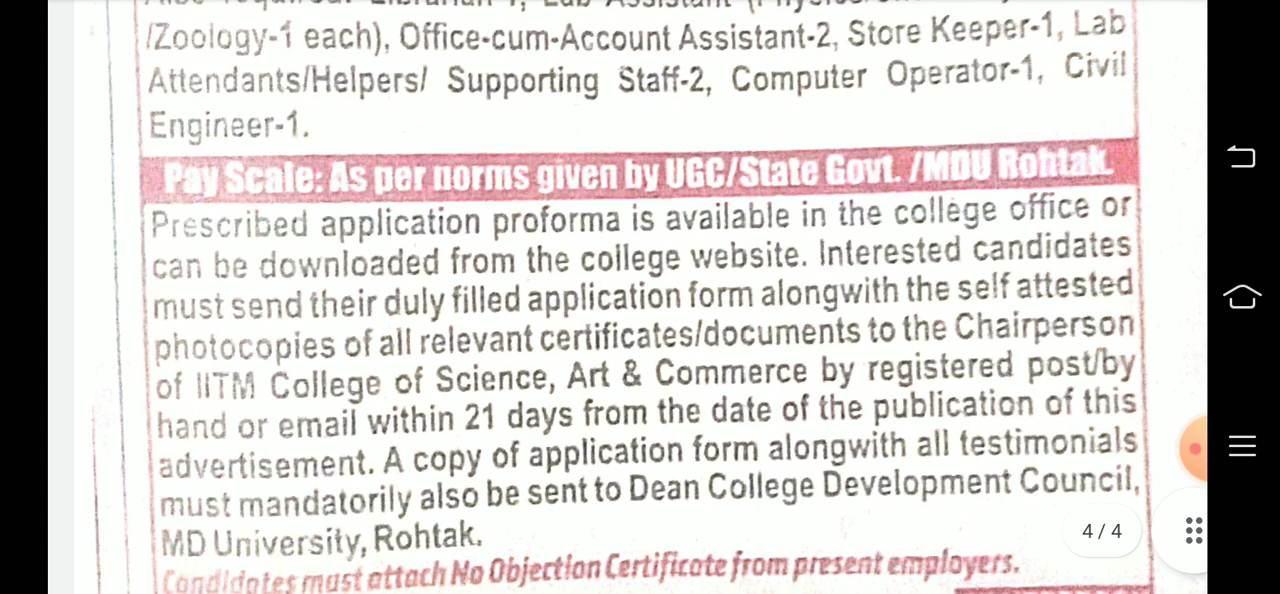 /Zoology-1 each), Office-cum-Account Assistant-2, Store Keeper-1, Lab
Attendants/Helpers/ Supporting Staff-2, Computer Operator-1, Civil
Engineer-1.
Pay Scale: As per norms given by UGC/State Govt. /MDU Rohtak.
Prescribed application proforma is available in the college office or
can be downloaded from the college website. Interested candidates
must send their duly filled application form alongwith the self attested
photocopies of all relevant certificates/documents to the Chairperson
of IITM College of Science, Art & Commerce by registered post/by
hand or email within 21 days from the date of the publication of this
advertisement. A copy of application form alongwith all testimonials
must mandatorily also be sent to Dean College Development Council,
MD University, Rohtak.
4 / 4
Candidates must attach No Objection Certificate from present employers.